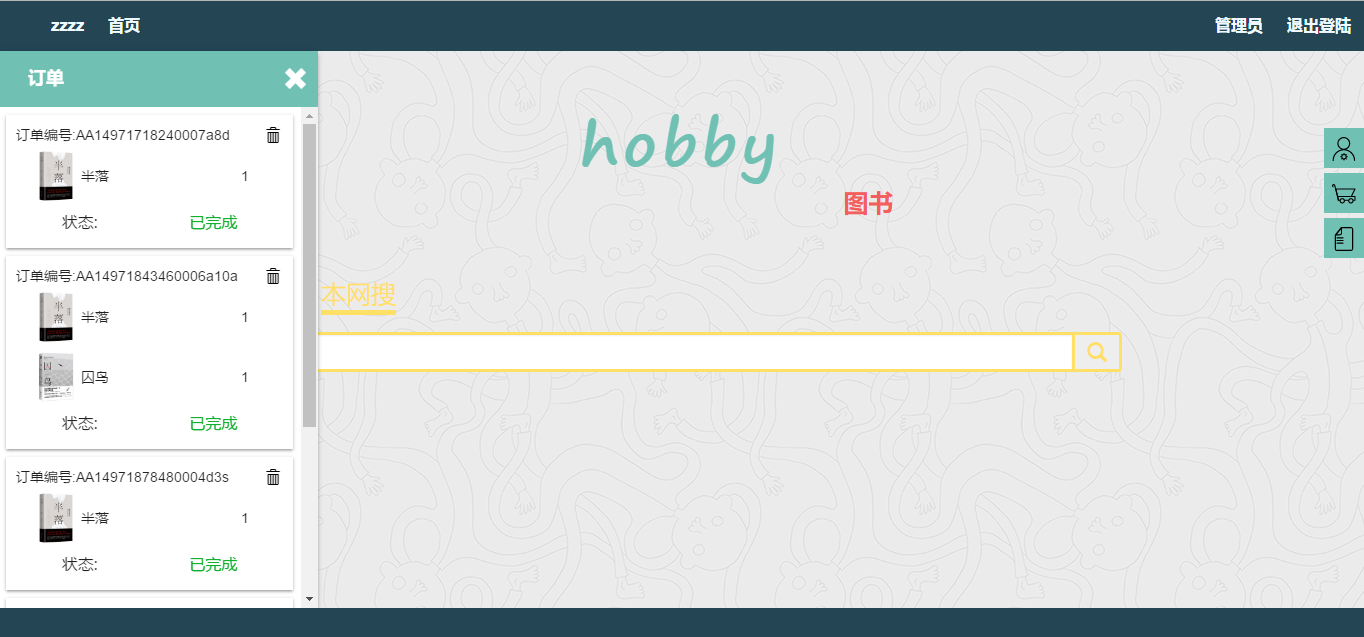 zzzz 首页 管理员 退出登陆
订单
订单编号:AA14971718240007a8d
半落 1
状态: 已完成
订单编号:AA14971843460006a10a
半落 1
囚鸟 1
状态: 已完成
订单编号:AA14971878480004d3s
半落 1
状态: 已完成
hobby
图书
本网搜